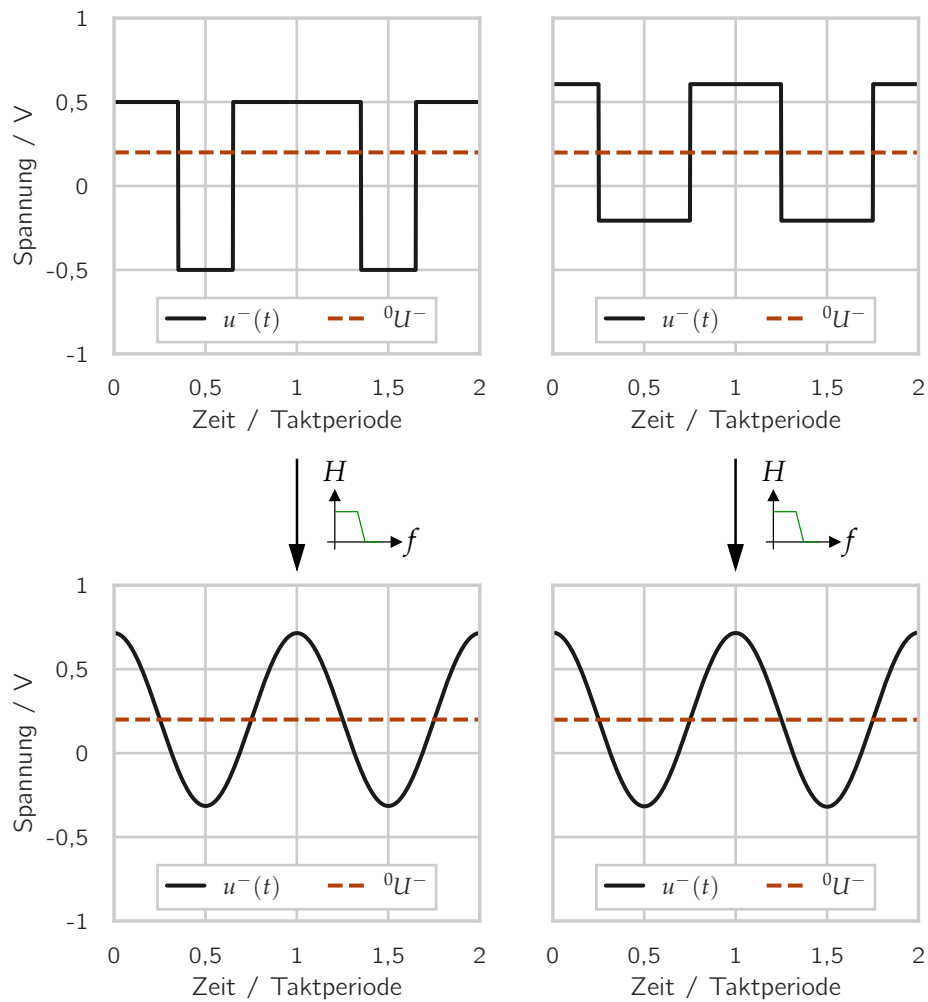 1
1
0,5
0
-0,5
-1
Spannung / V
u⁻(t)
⁰U⁻
u⁻(t)
⁰U⁻
0
0,5
1
1,5
2
0
0,5
1
1,5
2
Zeit / Taktperiode
Zeit / Taktperiode
H
f
H
f
1
0,5
0
-0,5
-1
Spannung / V
u⁻(t)
⁰U⁻
u⁻(t)
⁰U⁻
0
0,5
1
1,5
2
0
0,5
1
1,5
2
Zeit / Taktperiode
Zeit / Taktperiode